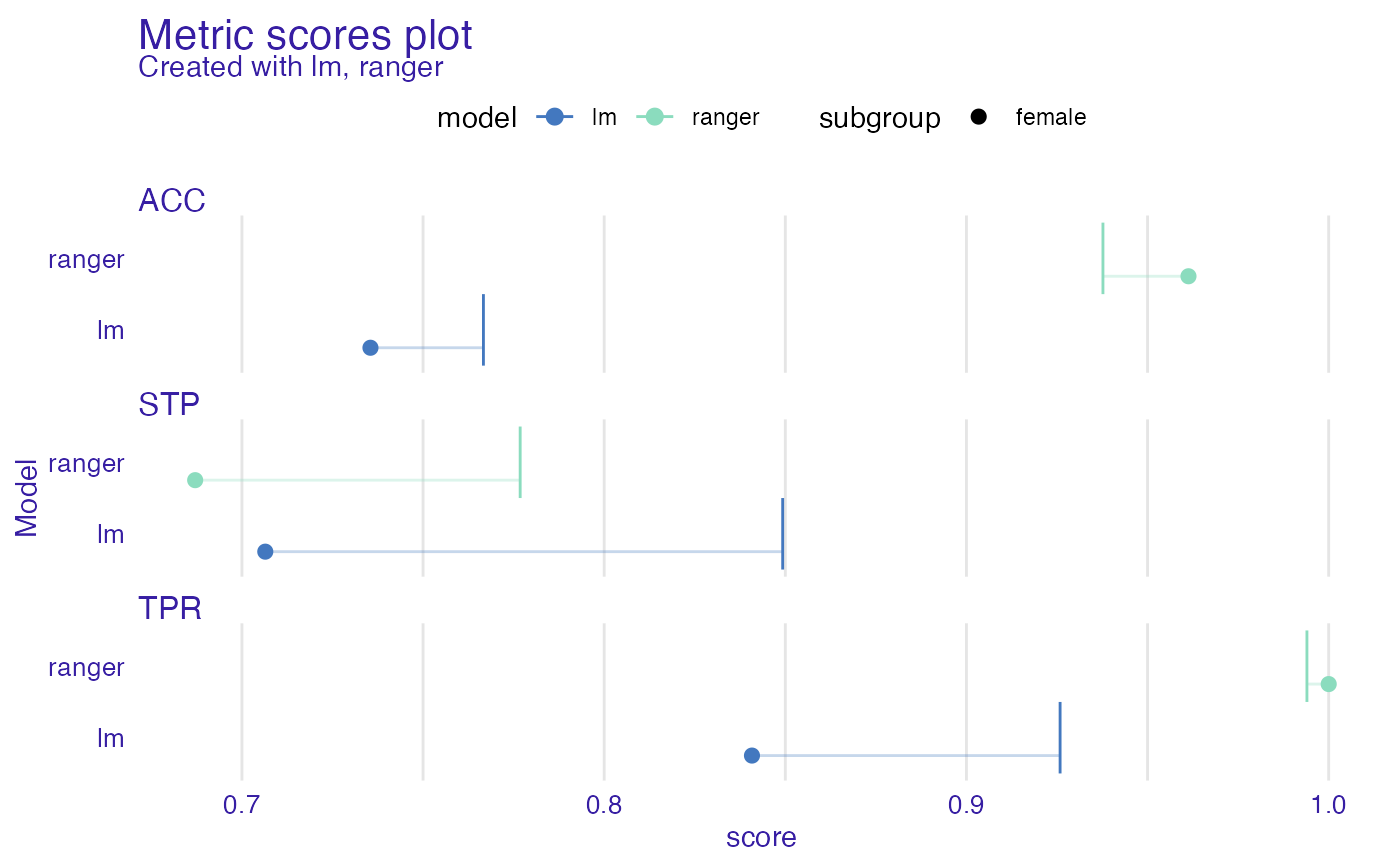 Metric scores plot
Created with lm, ranger
model lm ranger subgroup female
ACC
ranger
lm
STP
ranger
lm
Model
TPR
ranger
lm
0.7 0.8 0.9 1.0
score